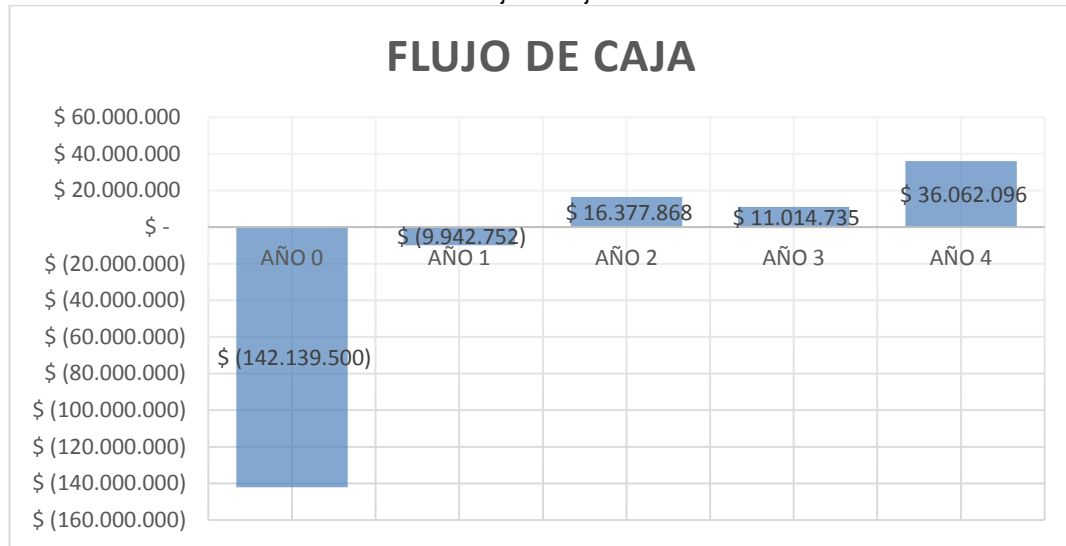 FLUJO DE CAJA
$ 60.000.000
$ 40.000.000
$ 20.000.000
$ -
$ (20.000.000)
$ (40.000.000)
$ (60.000.000)
$ (80.000.000)
$ (100.000.000)
$ (120.000.000)
$ (140.000.000)
$ (160.000.000)
$ (142.139.500)
$ (9.942.752)
$ 16.377.868
$ 11.014.735
$ 36.062.096
AÑO 0
AÑO 1
AÑO 2
AÑO 3
AÑO 4